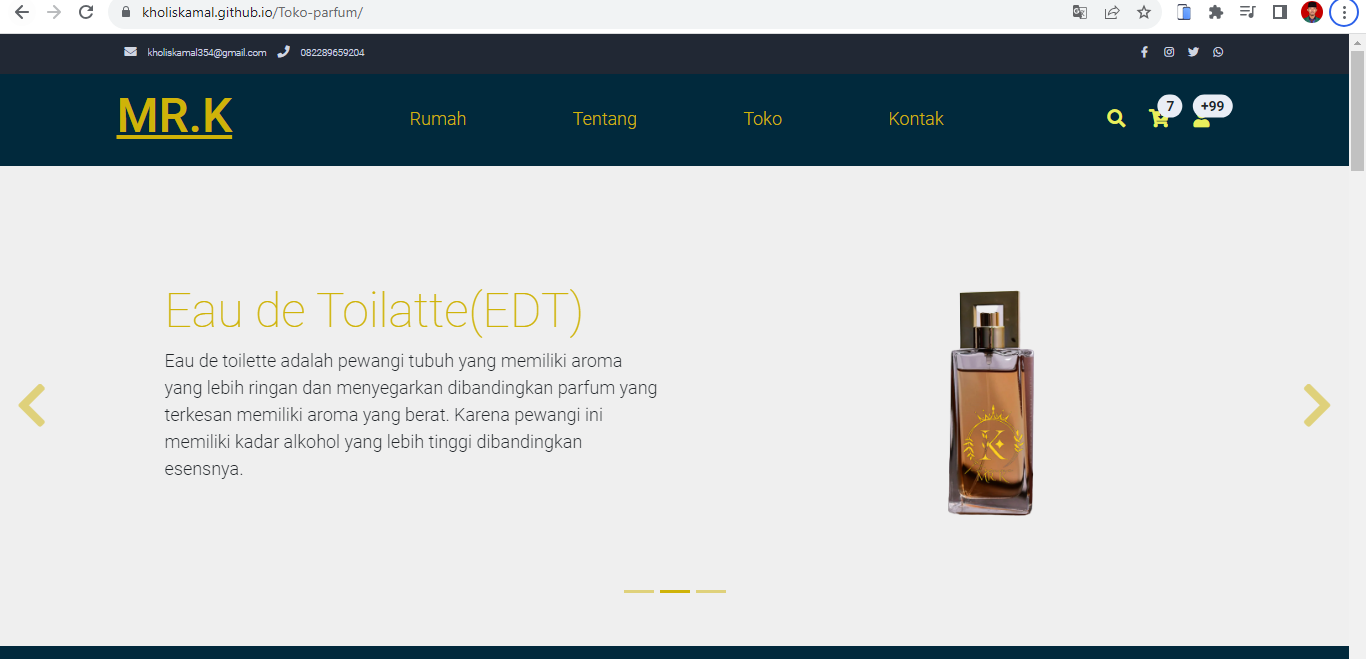 kholiskamal.github.io/Toko-parfum/
kholiskamal354@gmail.com 082289659204
MR.K
Rumah Tentang Toko Kontak
7 +99
Eau de Toilatte(EDT)
Eau de toilette adalah pewangi tubuh yang memiliki aroma
yang lebih ringan dan menyegarkan dibandingkan parfum yang
terkesan memiliki aroma yang berat. Karena pewangi ini
memiliki kadar alkohol yang lebih tinggi dibandingkan
esensnya.
K
MR.K